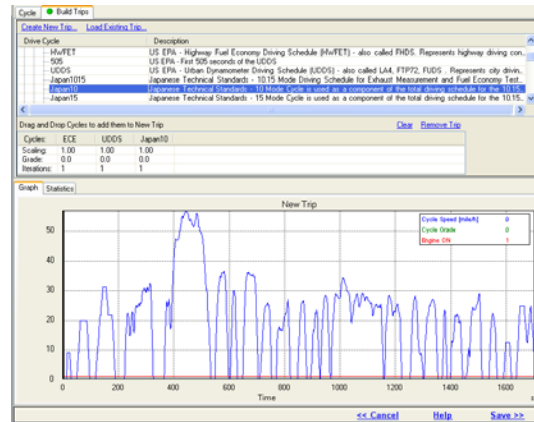 Cycle Build Trips
Create New Trip... Load Existing Trip...
Drive Cycle Description
HWFET US EPA - Highway Fuel Economy Driving Schedule (HWFET) - also called FHDS. Represents highway driving con..
505 US EPA - First 505 seconds of the UDDS
UDDS US EPA - Urban Dynamometer Driving Schedule (UDDS) - also called LA4, FTP72, FUDS . Represents city drivin..
Japan1015 Japanese Technical Standards - 10.15 Mode Driving Schedule for Exhaust Measurement and Fuel Economy Test..
Japan10 Japanese Technical Standards - 10 Mode Cycle is used as a component of the total driving schedule for the 10.15..
Japan15 Japanese Technical Standards - 15 Mode Cycle is used as a component of the total driving schedule for the 10.15..
Drag and Drop Cycles to add them to New Trip Clear Remove Trip
Cycles: ECE UDDS Japan10
Scaling: 1.00 1.00 1.00
Grade: 0.0 0.0 0.0
Iterations: 1 1 1
Graph Statistics
New Trip
Cycle Speed [mile/h] 0
Cycle Grade 0
Engine ON 1
50
40
30
20
10
0
0 200 400 600 800 1000 1200 1400 1600
Time s
<< Cancel Help Save >>